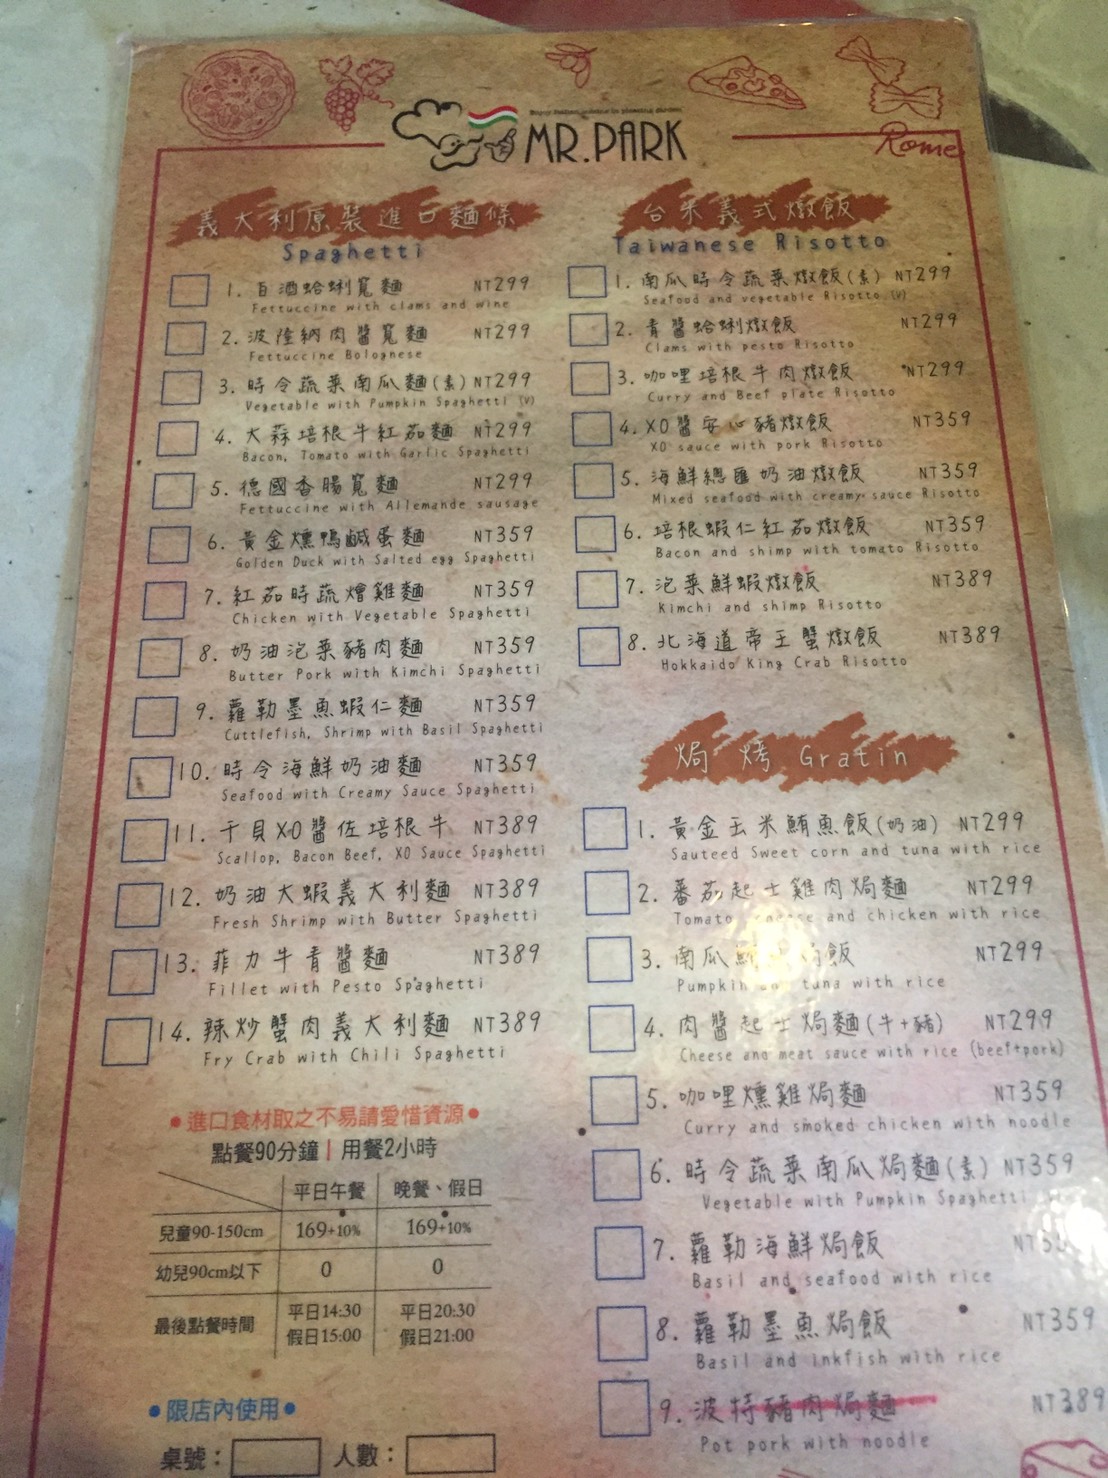 MR.PARK
Rome
義大利原裝進口麵條
Spaghetti
1. 白酒蛤蜊寬麵 NT299
Fettuccine with clams and wine
2. 波隆納肉醬寬麵 NT299
Fettuccine Bolognese
3. 時令蔬菜南瓜麵(素) NT299
Vegetable with Pumpkin Spaghetti (V)
4. 大蒜培根牛紅茄麵 NT299
Bacon, Tomato with Garlic Spaghetti
5. 德國香腸寬麵 NT299
Fettuccine with Allemande sausage
6. 黃金燻鴨鹹蛋麵 NT359
Golden Duck with Salted egg Spaghetti
7. 紅茄時蔬燴雞麵 NT359
Chicken with Vegetable Spaghetti
8. 奶油泡菜豬肉麵 NT359
Butter Pork with Kimchi Spaghetti
9. 蘿勒墨魚蝦仁麵 NT359
Cuttlefish, Shrimp with Basil Spaghetti
10. 時令海鮮奶油麵 NT359
Seafood with Creamy Sauce Spaghetti
11. 干貝XO醬佐培根牛 NT389
Scallop, Bacon Beef, XO Sauce Spaghetti
12. 奶油大蝦義大利麵 NT389
Fresh Shrimp with Butter Spaghetti
13. 菲力牛青醬麵 NT389
Fillet with Pesto Spaghetti
14. 辣炒蟹肉義大利麵 NT389
Fry Crab with Chili Spaghetti
●進口食材取之不易請愛惜資源●
點餐90分鐘|用餐2小時
平日午餐 晚餐、假日
兒童90-150cm 169+10% 169+10%
幼兒90cm以下 0 0
最後點餐時間 平日14:30 平日20:30
假日15:00 假日21:00
●限店內使用●
桌號： 人數：
台禾義式燉飯
Taiwanese Risotto
1. 南瓜時令蔬菜燉飯(素) NT299
Seafood and vegetable Risotto (V)
2. 青醬蛤蜊燉飯 NT299
Clams with pesto Risotto
3. 咖哩培根牛肉燉飯 NT299
Curry and Beef plate Risotto
4. XO醬安心豬燉飯 NT359
XO sauce with pork Risotto
5. 海鮮總匯奶油燉飯 NT359
Mixed seafood with creamy sauce Risotto
6. 培根蝦仁紅茄燉飯 NT359
Bacon and shimp with tomato Risotto
7. 泡菜鮮蝦燉飯 NT389
Kimchi and shimp Risotto
8. 北海道帝王蟹燉飯 NT389
Hokkaido King Crab Risotto
焗烤 Gratin
1. 黃金玉米鮪魚飯(奶油) NT299
Sauteed Sweet corn and tuna with rice
2. 蕃茄起士雞肉焗麵 NT299
Tomato and chicken with rice
3. 南瓜 飯 NT299
Pumpkin tuna with rice
4. 肉醬起士焗麵(牛+豬) NT299
Cheese and meat sauce with rice (beef+pork)
5. 咖哩燻雞焗麵 NT359
Curry and smoked chicken with noodle
6. 時令蔬菜南瓜焗麵(素) NT359
Vegetable with Pumpkin Spaghetti
7. 蘿勒海鮮焗飯
Basil and seafood with rice
8. 蘿勒墨魚焗飯 NT359
Basil and inkfish with rice
9. 波特豬肉焗麵 NT389
Pot pork with noodle